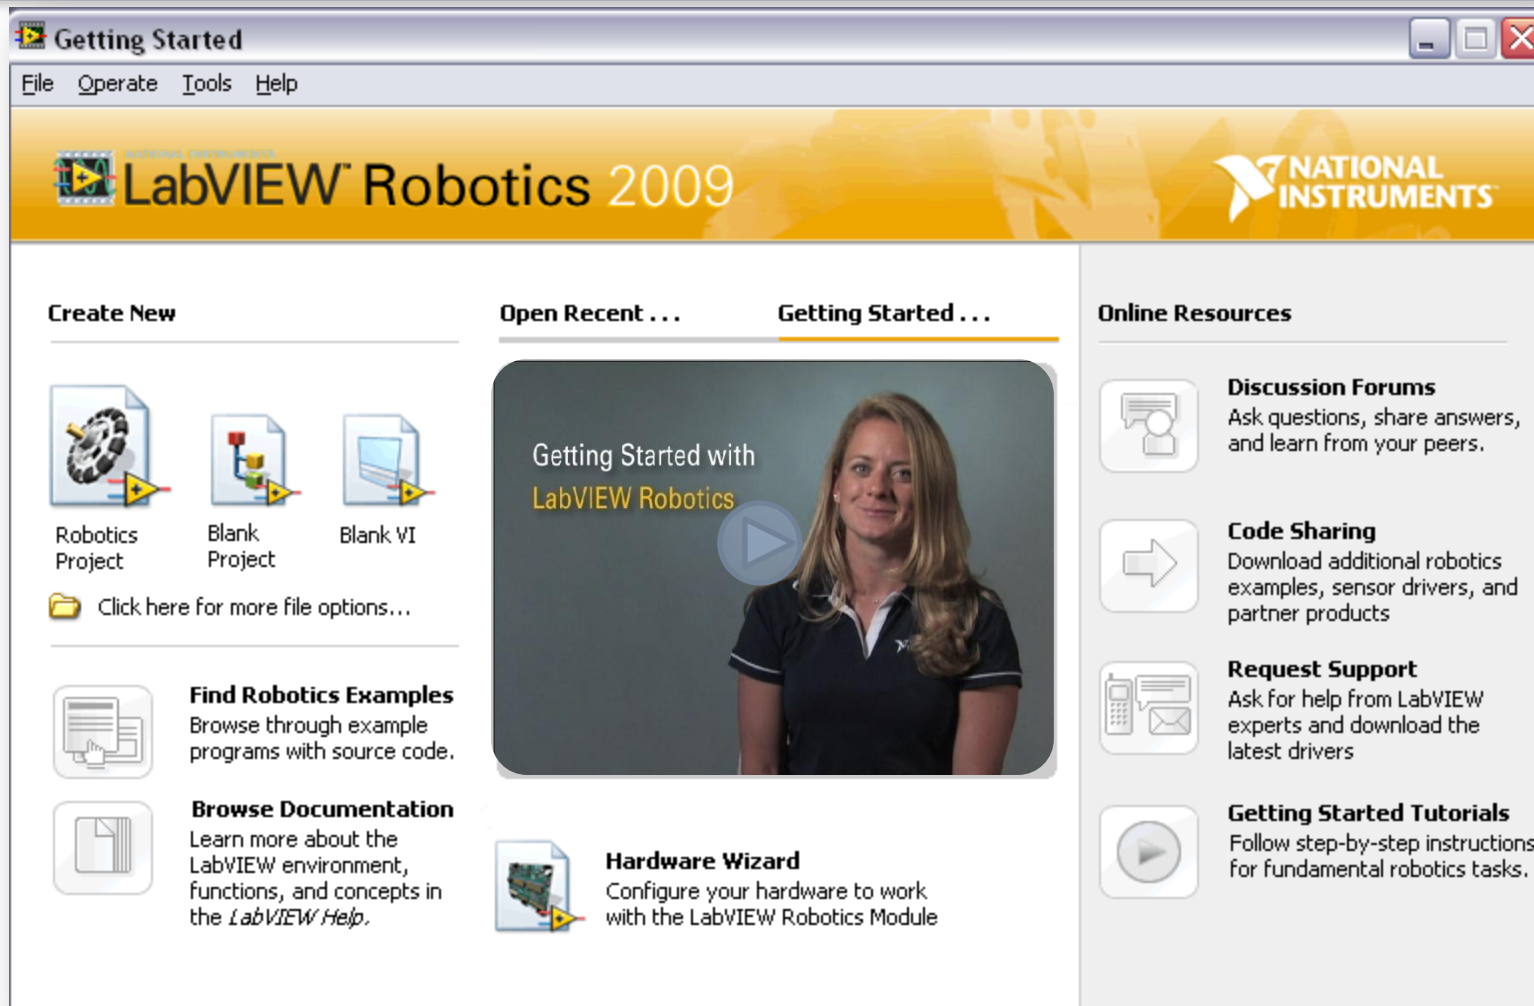 Getting Started
File Operate Tools Help
NATIONAL INSTRUMENTS
LabVIEW™ Robotics 2009
NATIONAL
INSTRUMENTS™
Create New
Robotics
Project
Blank
Project
Blank VI
Click here for more file options...
Find Robotics Examples
Browse through example
programs with source code.
Browse Documentation
Learn more about the
LabVIEW environment,
functions, and concepts in
the LabVIEW Help.
Open Recent . . .
Getting Started . . .
Getting Started with
LabVIEW Robotics
Hardware Wizard
Configure your hardware to work
with the LabVIEW Robotics Module
Online Resources
Discussion Forums
Ask questions, share answers,
and learn from your peers.
Code Sharing
Download additional robotics
examples, sensor drivers, and
partner products
Request Support
Ask for help from LabVIEW
experts and download the
latest drivers
Getting Started Tutorials
Follow step-by-step instructions
for fundamental robotics tasks.